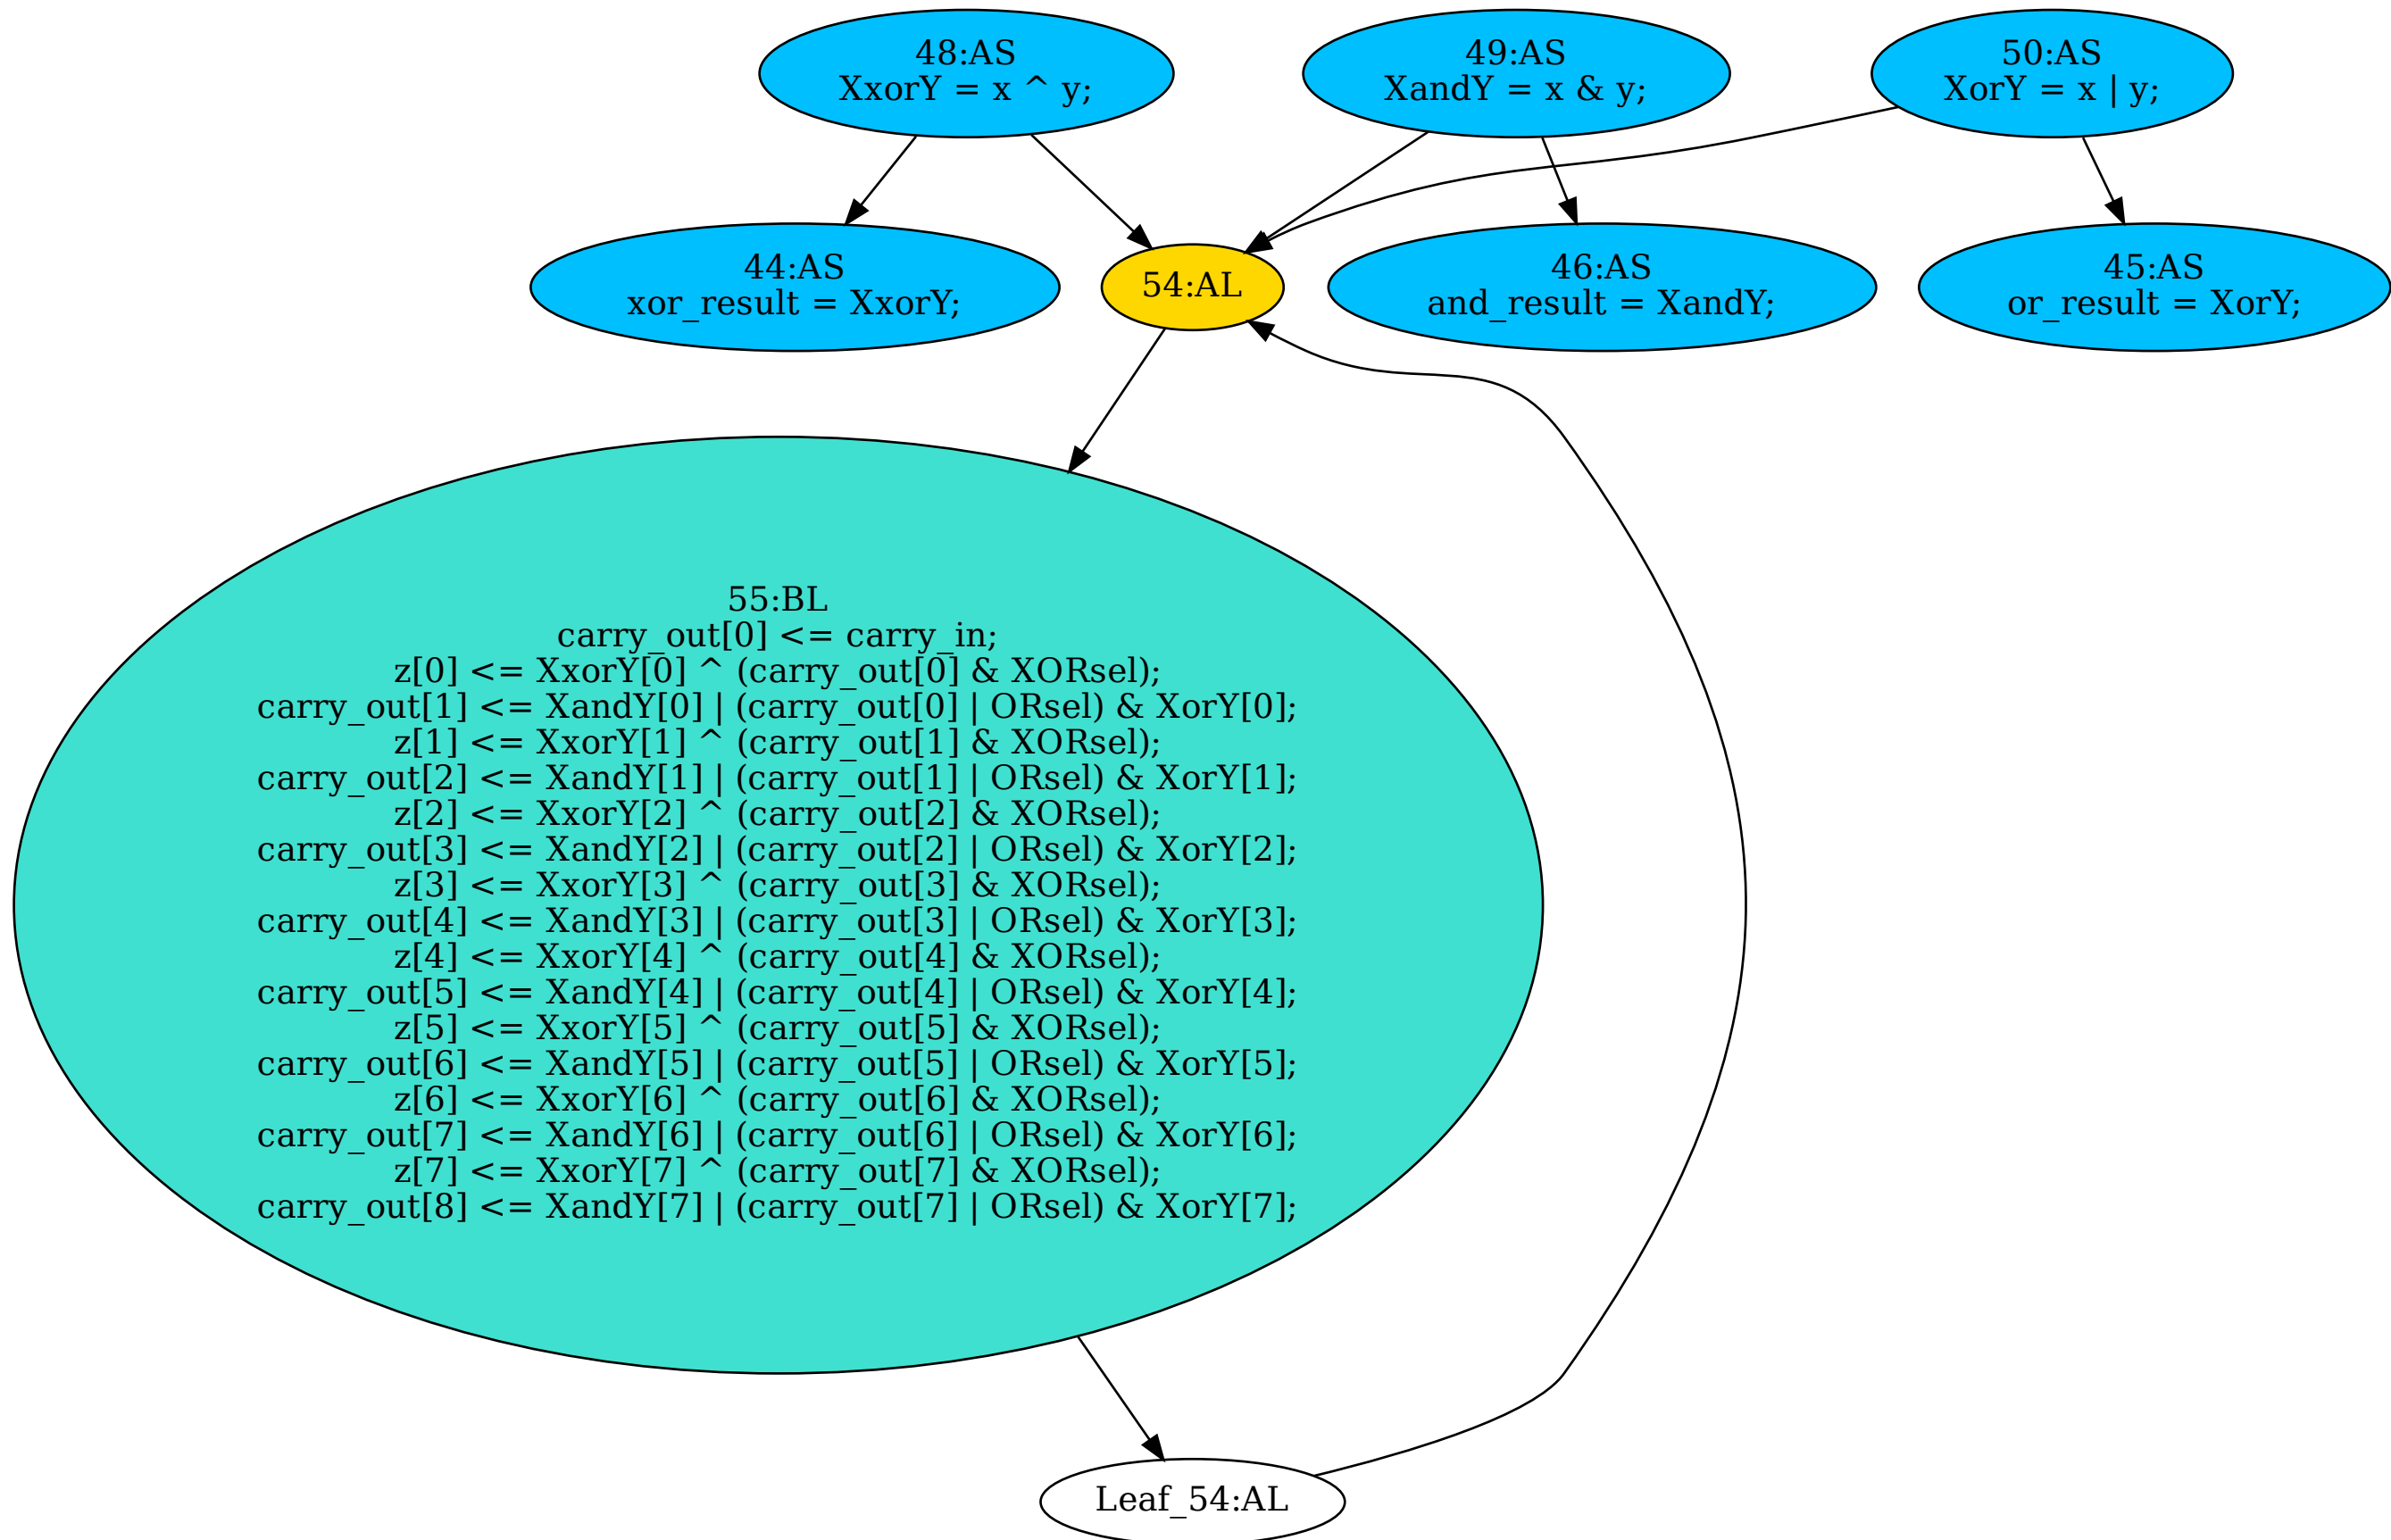 48:AS
XxorY = x ^ y;
49:AS
XandY = x & y;
50:AS
XorY = x | y;
44:AS
xor_result = XxorY;
54:AL
46:AS
and_result = XandY;
45:AS
or_result = XorY;
55:BL
carry_out[0] <= carry_in;
z[0] <= XxorY[0] ^ (carry_out[0] & XORsel);
carry_out[1] <= XandY[0] | (carry_out[0] | ORsel) & XorY[0];
z[1] <= XxorY[1] ^ (carry_out[1] & XORsel);
carry_out[2] <= XandY[1] | (carry_out[1] | ORsel) & XorY[1];
z[2] <= XxorY[2] ^ (carry_out[2] & XORsel);
carry_out[3] <= XandY[2] | (carry_out[2] | ORsel) & XorY[2];
z[3] <= XxorY[3] ^ (carry_out[3] & XORsel);
carry_out[4] <= XandY[3] | (carry_out[3] | ORsel) & XorY[3];
z[4] <= XxorY[4] ^ (carry_out[4] & XORsel);
carry_out[5] <= XandY[4] | (carry_out[4] | ORsel) & XorY[4];
z[5] <= XxorY[5] ^ (carry_out[5] & XORsel);
carry_out[6] <= XandY[5] | (carry_out[5] | ORsel) & XorY[5];
z[6] <= XxorY[6] ^ (carry_out[6] & XORsel);
carry_out[7] <= XandY[6] | (carry_out[6] | ORsel) & XorY[6];
z[7] <= XxorY[7] ^ (carry_out[7] & XORsel);
carry_out[8] <= XandY[7] | (carry_out[7] | ORsel) & XorY[7];
Leaf_54:AL